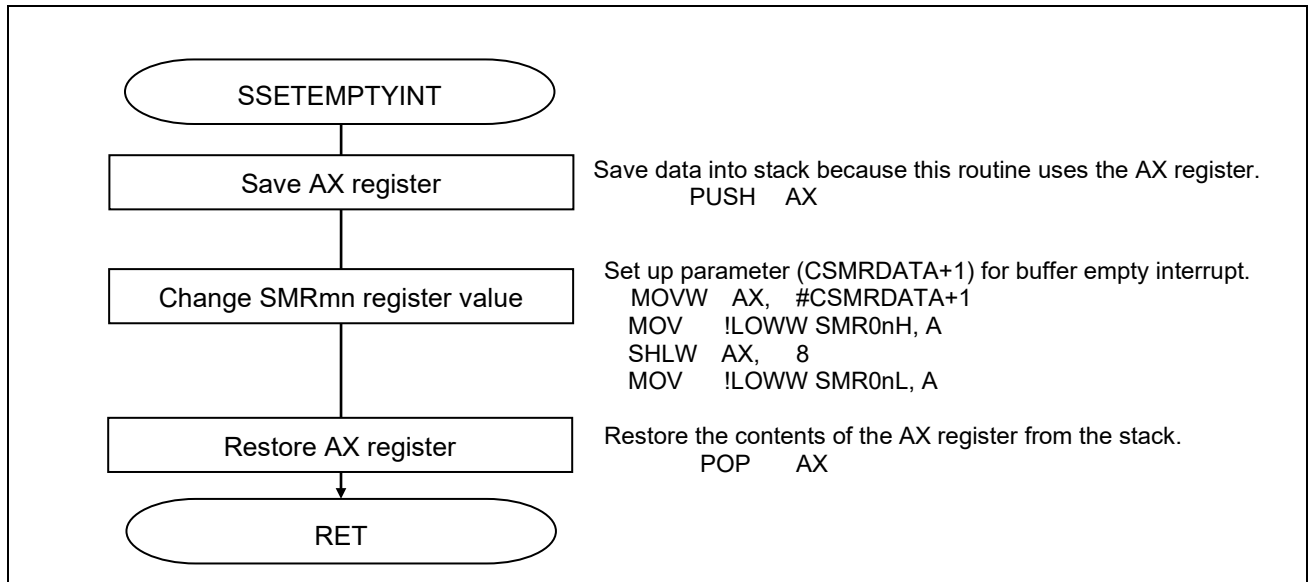 SSETEMPTYINT
Save AX register
Save data into stack because this routine uses the AX register.
PUSH AX
Change SMRmn register value
Set up parameter (CSMRDATA+1) for buffer empty interrupt.
MOVW AX, #CSMRDATA+1
MOV !LOWW SMR0nH, A
SHLW AX, 8
MOV !LOWW SMR0nL, A
Restore AX register
Restore the contents of the AX register from the stack.
POP AX
RET